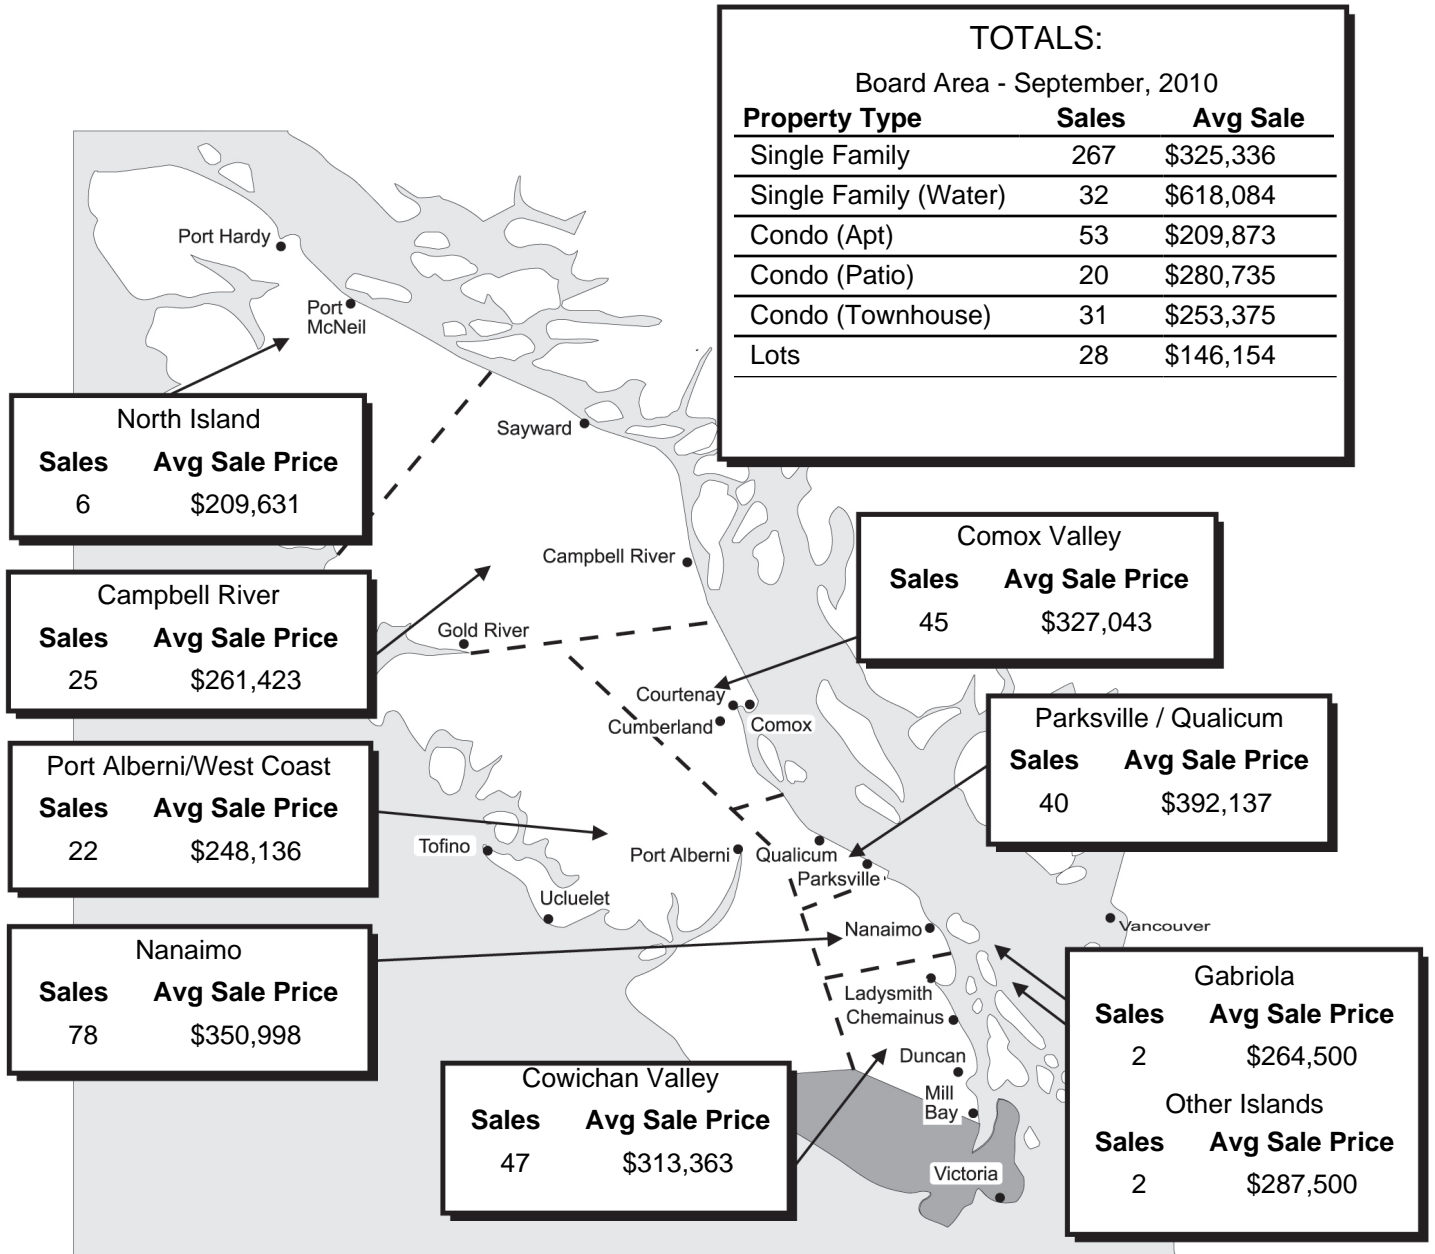 TOTALS:
Board Area - September, 2010
Property Type Sales Avg Sale
Single Family 267 $325,336
Single Family (Water) 32 $618,084
Condo (Apt) 53 $209,873
Condo (Patio) 20 $280,735
Condo (Townhouse) 31 $253,375
Lots 28 $146,154
Port Hardy
Port
McNeil
North Island
Sales Avg Sale Price
6 $209,631
Sayward
Campbell River
Comox Valley
Sales Avg Sale Price
45 $327,043
Campbell River
Sales Avg Sale Price
25 $261,423
Gold River
Courtenay
Cumberland
Comox
Parksville / Qualicum
Sales Avg Sale Price
40 $392,137
Port Alberni/West Coast
Sales Avg Sale Price
22 $248,136
Tofino
Port Alberni
Qualicum
Parksville
Ucluelet
Nanaimo
Vancouver
Nanaimo
Sales Avg Sale Price
78 $350,998
Ladysmith
Chemainus
Duncan
Mill
Bay
Victoria
Gabriola
Sales Avg Sale Price
2 $264,500
Other Islands
Sales Avg Sale Price
2 $287,500
Cowichan Valley
Sales Avg Sale Price
47 $313,363